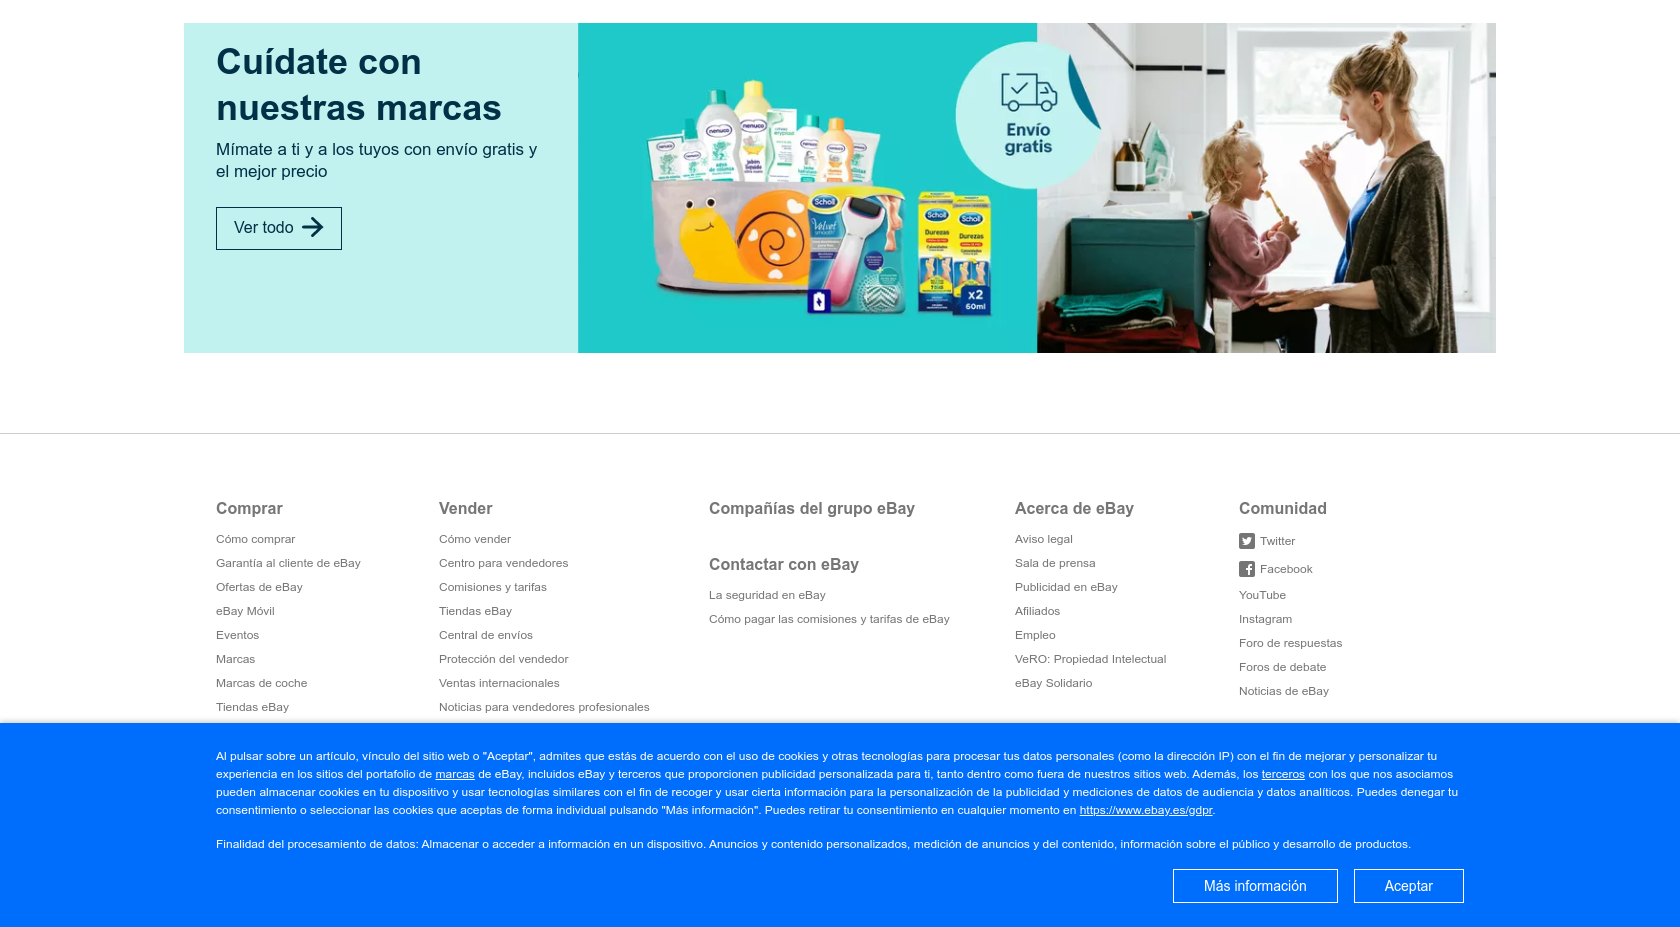 Cuídate con
nuestras marcas
Mímate a ti y a los tuyos con envío gratis y
el mejor precio
Ver todo
Envío
gratis
nenuco
nenuco
Scholl
Velvet
smooth
Scholl
Durezas
Scholl
Durezas
x2
60ml
Comprar
Cómo comprar
Garantía al cliente de eBay
Ofertas de eBay
eBay Móvil
Eventos
Marcas
Marcas de coche
Tiendas eBay
Vender
Cómo vender
Centro para vendedores
Comisiones y tarifas
Tiendas eBay
Central de envíos
Protección del vendedor
Ventas internacionales
Noticias para vendedores profesionales
Compañías del grupo eBay
Contactar con eBay
La seguridad en eBay
Cómo pagar las comisiones y tarifas de eBay
Acerca de eBay
Aviso legal
Sala de prensa
Publicidad en eBay
Afiliados
Empleo
VeRO: Propiedad Intelectual
eBay Solidario
Comunidad
Twitter
Facebook
YouTube
Instagram
Foro de respuestas
Foros de debate
Noticias de eBay
Al pulsar sobre un artículo, vínculo del sitio web o "Aceptar", admites que estás de acuerdo con el uso de cookies y otras tecnologías para procesar tus datos personales (como la dirección IP) con el fin de mejorar y personalizar tu
experiencia en los sitios del portafolio de marcas de eBay, incluidos eBay y terceros que proporcionen publicidad personalizada para ti, tanto dentro como fuera de nuestros sitios web. Además, los terceros con los que nos asociamos
pueden almacenar cookies en tu dispositivo y usar tecnologías similares con el fin de recoger y usar cierta información para la personalización de la publicidad y mediciones de datos de audiencia y datos analíticos. Puedes denegar tu
consentimiento o seleccionar las cookies que aceptas de forma individual pulsando "Más información". Puedes retirar tu consentimiento en cualquier momento en https://www.ebay.es/gdpr.
Finalidad del procesamiento de datos: Almacenar o acceder a información en un dispositivo. Anuncios y contenido personalizados, medición de anuncios y del contenido, información sobre el público y desarrollo de productos.
Más información
Aceptar